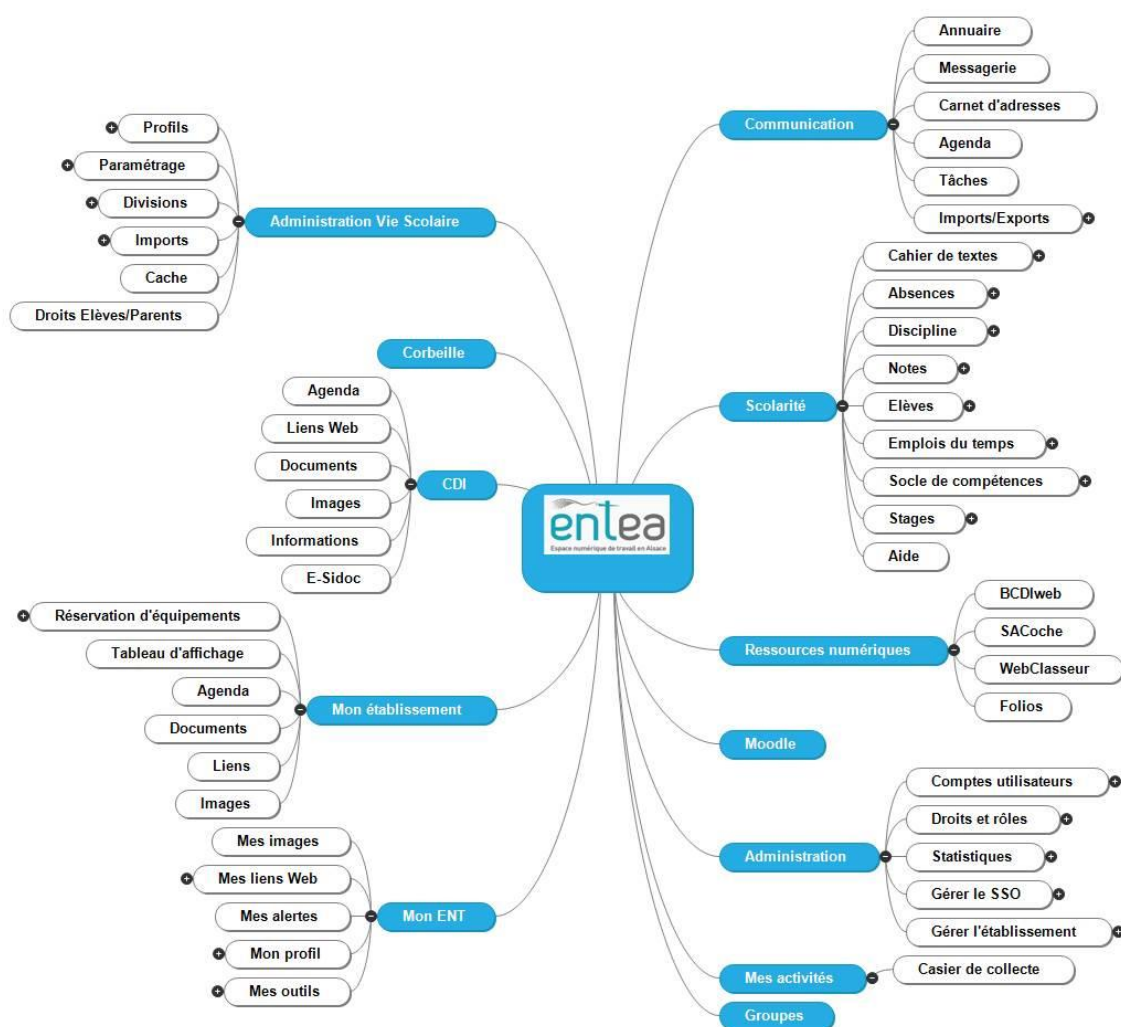 Annuaire
Messagerie
Communication
Carnet d'adresses
Agenda
Tâches
Imports/Exports
Cahier de textes
Absences
Discipline
Notes
Scolarité
Elèves
Emplois du temps
Socle de compétences
Stages
Aide
BCDIweb
SACoche
Ressources numériques
WebClasseur
Folios
Moodle
Comptes utilisateurs
Droits et rôles
Administration
Statistiques
Gérer le SSO
Gérer l'établissement
Mes activités
Casier de collecte
Groupes
entea
Espace numérique de travail en Alsace
Profils
Paramétrage
Divisions
Administration Vie Scolaire
Imports
Cache
Droits Elèves/Parents
Corbeille
Agenda
Liens Web
Documents
CDI
Images
Informations
E-Sidoc
Réservation d'équipements
Tableau d'affichage
Agenda
Mon établissement
Documents
Liens
Images
Mes images
Mes liens Web
Mes alertes
Mon ENT
Mon profil
Mes outils